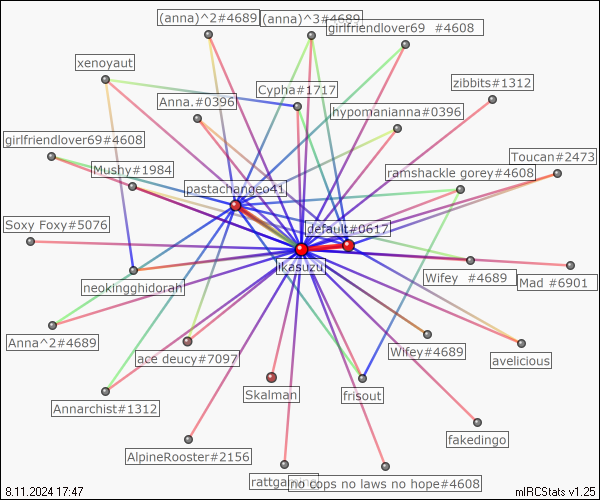 (anna)^2#4689
(anna)^3#4689
girlfriendlover69 #4608
xenoyaut
zibbits#1312
Cypha#1717
Anna.#0396
hypomanianna#0396
girlfriendlover69#4608
Toucan#2473
Mushy#1984
ramshackle gorey#4608
pastachangeo41
Soxy Foxy#5076
default#0617
ikasuzu
neokingghidorah
Wifey #4689
Mad #6901
Anna^2#4689
ace deucy#7097
Wifey#4689
avelicious
Skalman
frisout
Annarchist#1312
fakedingo
AlpineRooster#2156
no cops no laws no hope#4608
8.11.2024 17:47
mIRCStats v1.25